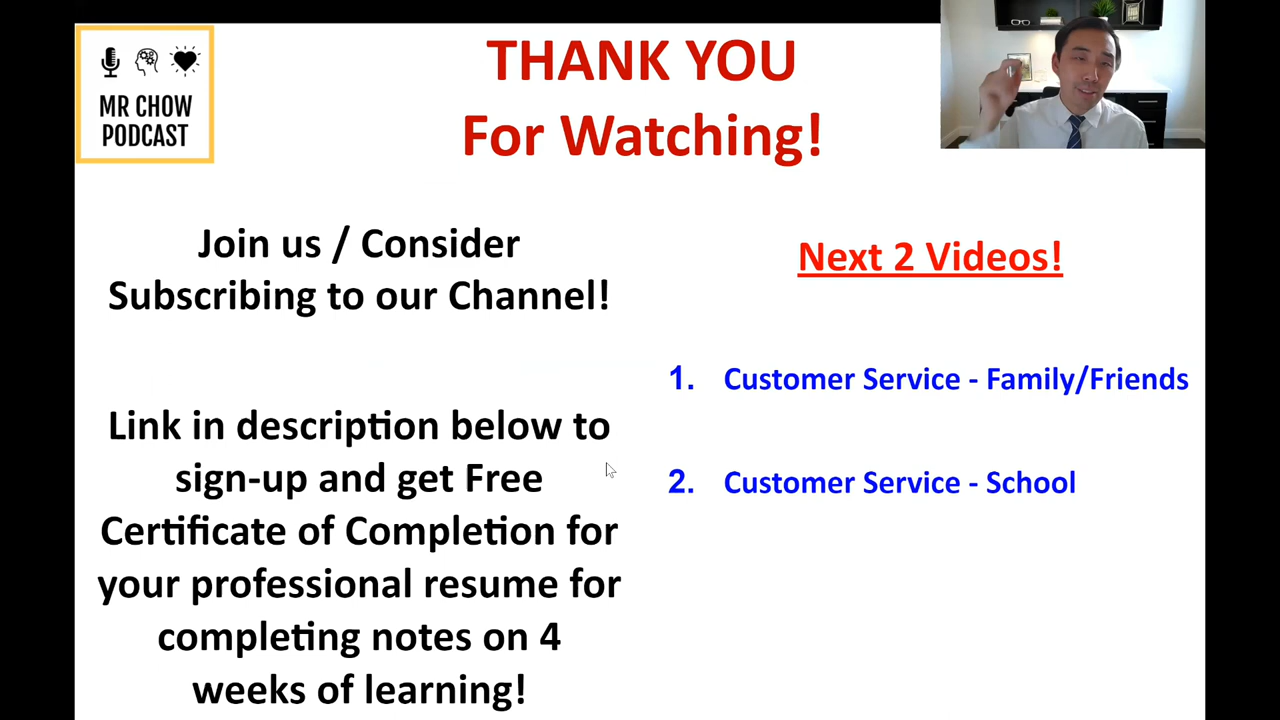 MR CHOW
PODCAST
THANK YOU
For Watching!
Join us / Consider
Subscribing to our Channel!
Link in description below to
sign-up and get Free
Certificate of Completion for
your professional resume for
completing notes on 4
weeks of learning!
Next 2 Videos!
1. Customer Service - Family/Friends
2. Customer Service - School